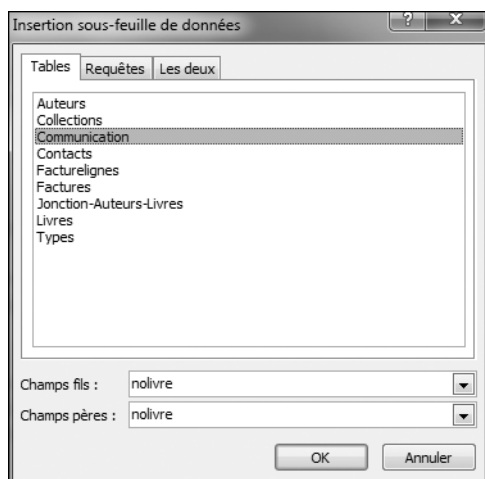 Insertion sous-feuille de données
Tables Requêtes Les deux
Auteurs
Collections
Communication
Contacts
Facturelignes
Factures
Jonction-Auteurs-Livres
Livres
Types
Champs fils : nolivre
Champs pères : nolivre
OK Annuler